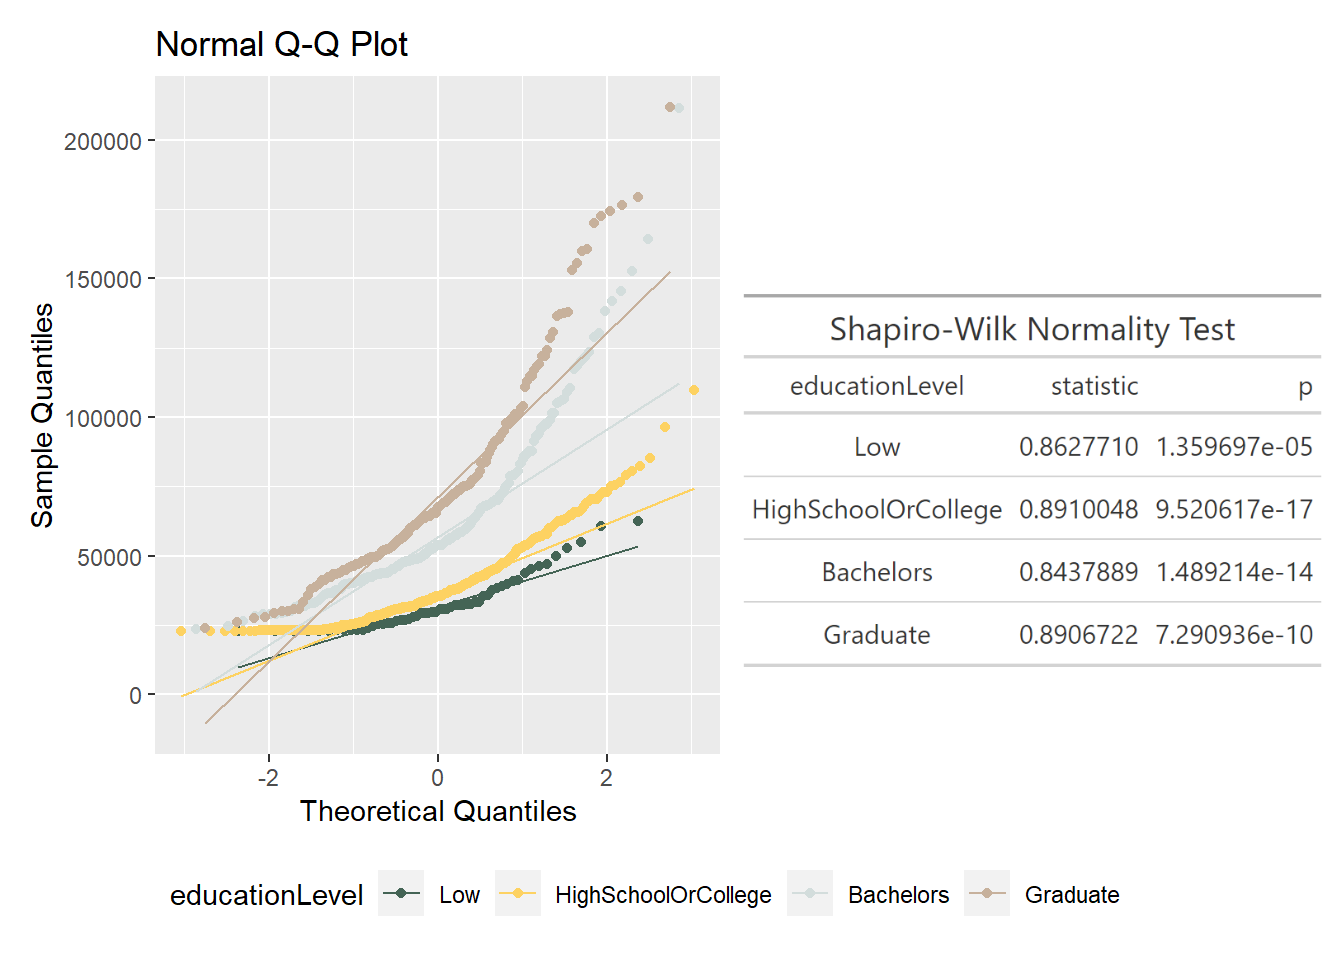 Normal Q-Q Plot
200000
150000
100000
50000
0
Sample Quantiles
-2 0 2
Theoretical Quantiles
Shapiro-Wilk Normality Test
educationLevel statistic p
Low 0.8627710 1.359697e-05
HighSchoolOrCollege 0.8910048 9.520617e-17
Bachelors 0.8437889 1.489214e-14
Graduate 0.8906722 7.290936e-10
educationLevel Low HighSchoolOrCollege Bachelors Graduate